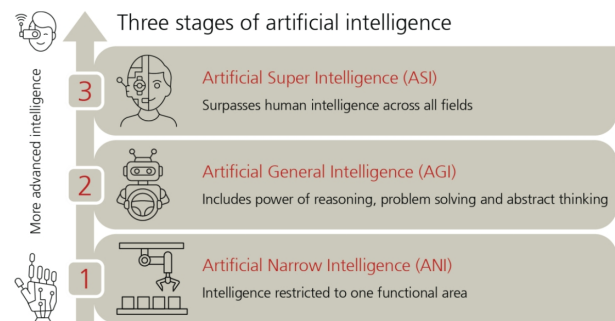 Three stages of artificial intelligence
More advanced intelligence
3
Artificial Super Intelligence (ASI)
Surpasses human intelligence across all fields
2
Artificial General Intelligence (AGI)
Includes power of reasoning, problem solving and abstract thinking
1
Artificial Narrow Intelligence (ANI)
Intelligence restricted to one functional area